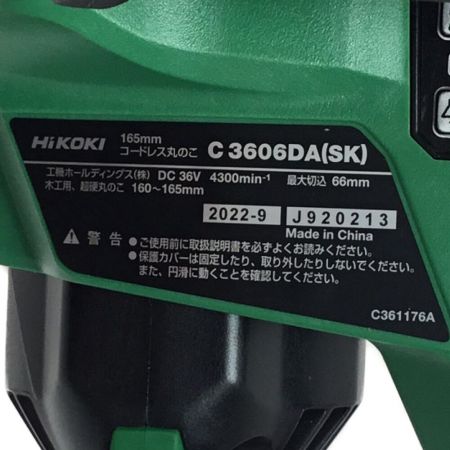 HiKOKI 165mm コードレス丸のこ C 3606DA(SK)
工機ホールディングス(株) DC 36V 4300min⁻¹ 最大切込 66mm
木工用、超硬丸のこ 160～165mm
2022-9 J920213
Made in China
警告 ●ご使用前に取扱説明書を必ずよくお読みください。
●保護カバーは固定したり、取り外したりしないでください。
また、円滑に動くことを確認してください。
C361176A